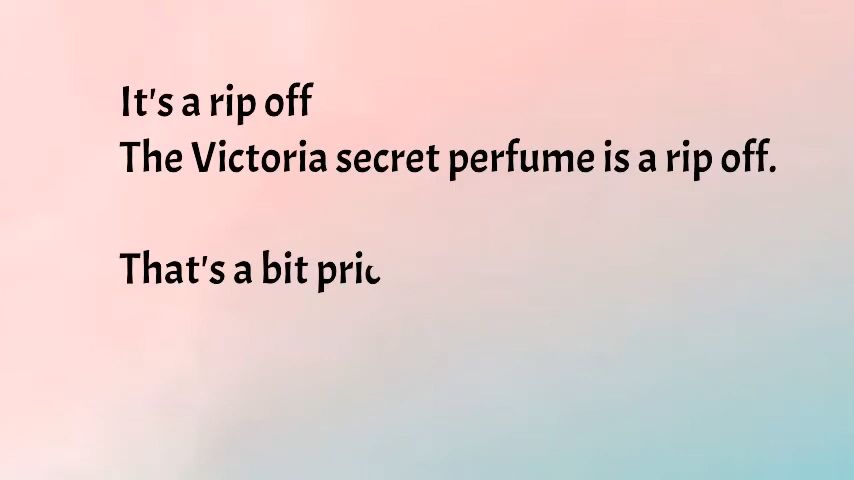 It's a rip off
The Victoria secret perfume is a rip off.
That's a bit pric